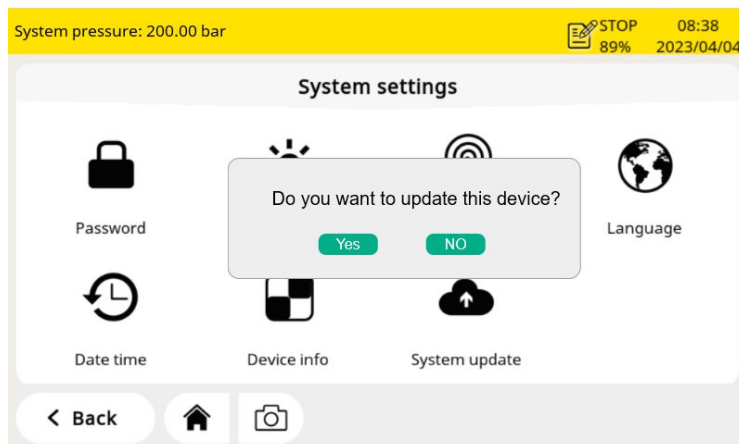 System pressure: 200.00 bar
STOP
89%
08:38
2023/04/04
System settings
Do you want to update this device?
Yes
NO
Password
Language
Date time
Device info
System update
< Back